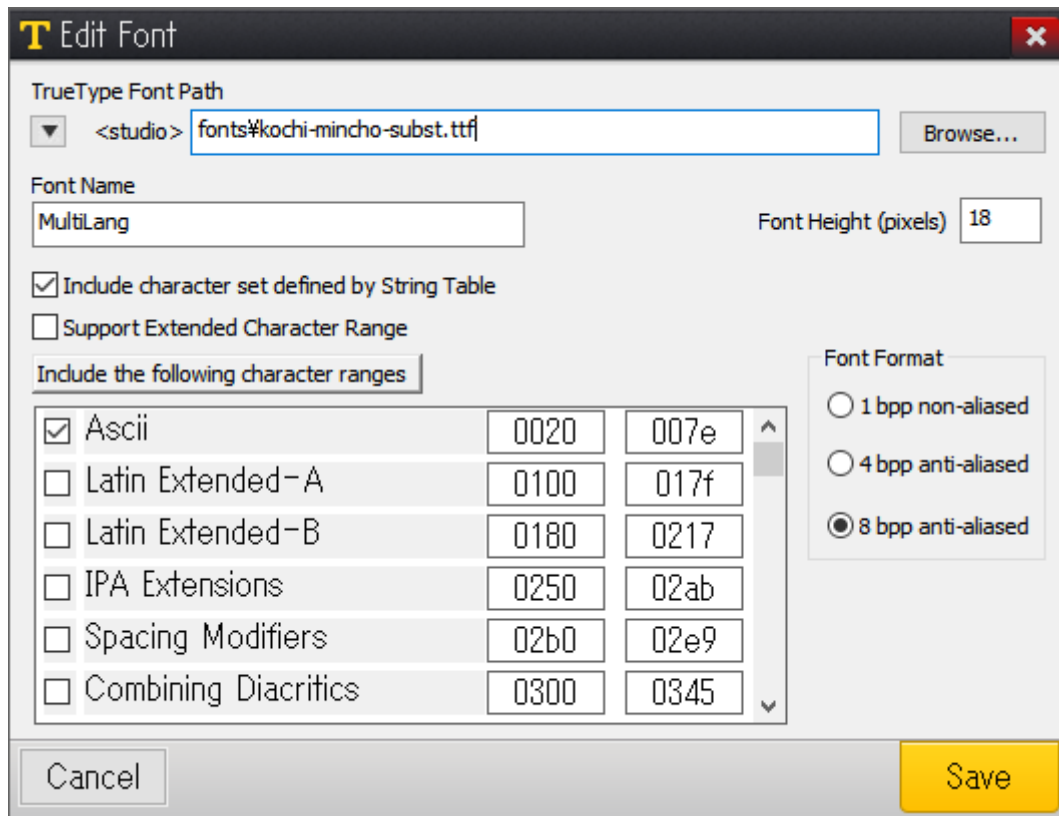 T Edit Font
TrueType Font Path
<studio> fonts¥kochi-mincho-subst.ttf Browse...
Font Name
MultiLang
Font Height (pixels) 18
Include character set defined by String Table
Support Extended Character Range
Include the following character ranges
Font Format
Ascii 0020 007e
1 bpp non-aliased
Latin Extended-A 0100 017f
4 bpp anti-aliased
Latin Extended-B 0180 0217
8 bpp anti-aliased
IPA Extensions 0250 02ab
Spacing Modifiers 02b0 02e9
Combining Diacritics 0300 0345
Cancel Save